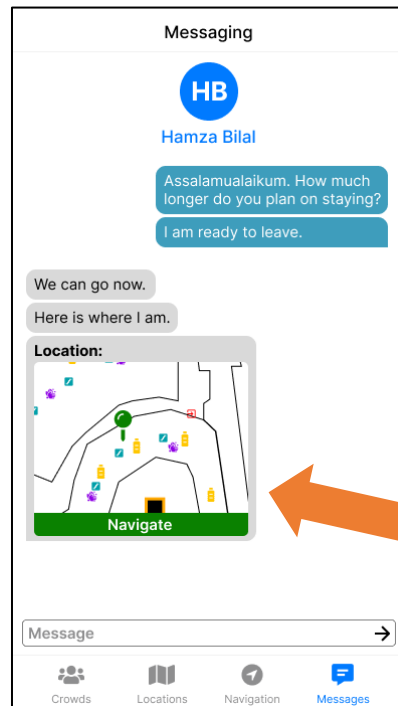 Messaging
HB
Hamza Bilal
Assalamualaikum. How much
longer do you plan on staying?
I am ready to leave.
We can go now.
Here is where I am.
Location:
Navigate
Message
Crowds
Locations
Navigation
Messages